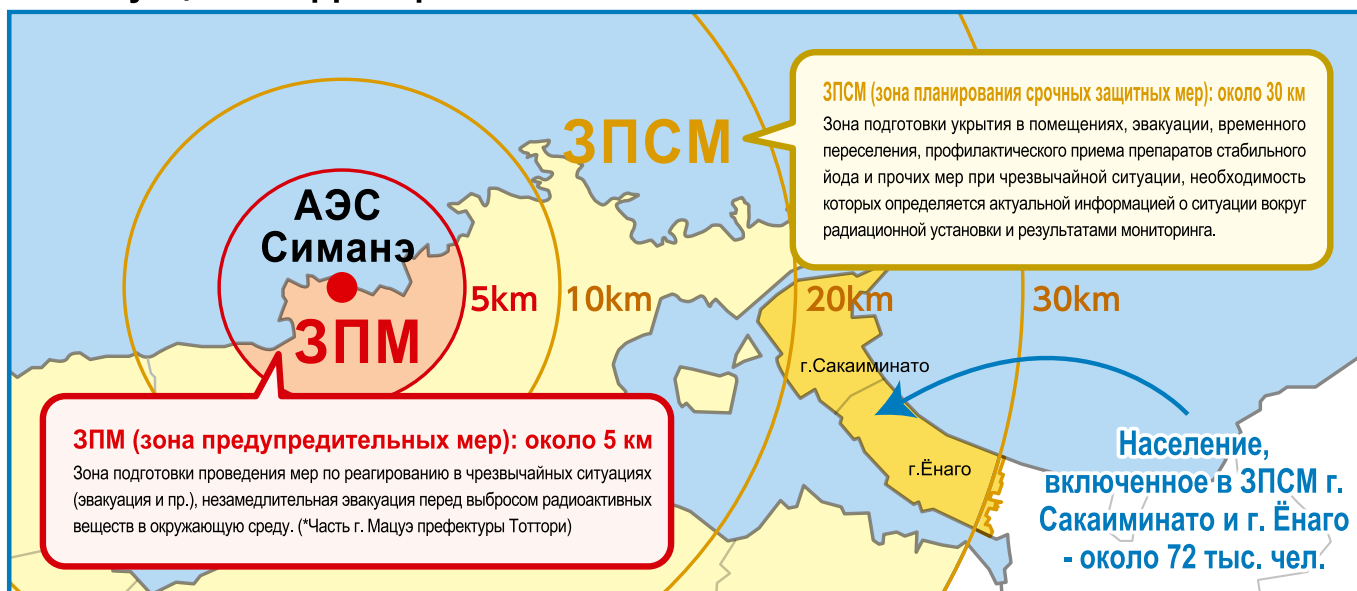 ЗПСМ (зона планирования срочных защитных мер): около 30 км
Зона подготовки укрытия в помещениях, эвакуации, временного
переселения, профилактического приема препаратов стабильного
йода и прочих мер при чрезвычайной ситуации, необходимость
которых определяется актуальной информацией о ситуации вокруг
радиационной установки и результатами мониторинга.
ЗПСМ
АЭС
Симанэ
5km
10km
20km
30km
ЗПМ
г.Сакаиминато
г.Ёнаго
ЗПМ (зона предупредительных мер): около 5 км
Зона подготовки проведения мер по реагированию в чрезвычайных ситуациях
(эвакуация и пр.), незамедлительная эвакуация перед выбросом радиоактивных
веществ в окружающую среду. (*Часть г. Мацуэ префектуры Тоттори)
Население,
включенное в ЗПСМ г.
Сакаиминато и г. Ёнаго
- около 72 тыс. чел.